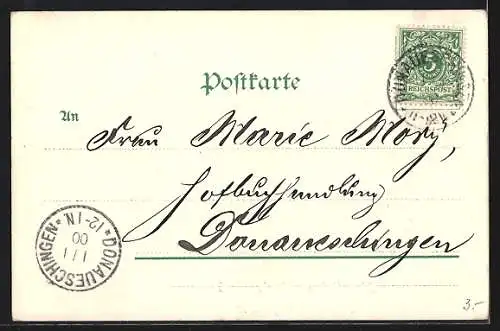 5
REICHSPOST
Postkarte
An
Frau Marie Mory,
Hofbuchhandlung
Donaueschingen
DONAUESCHINGEN
1/1
00
12-1N.
3.-